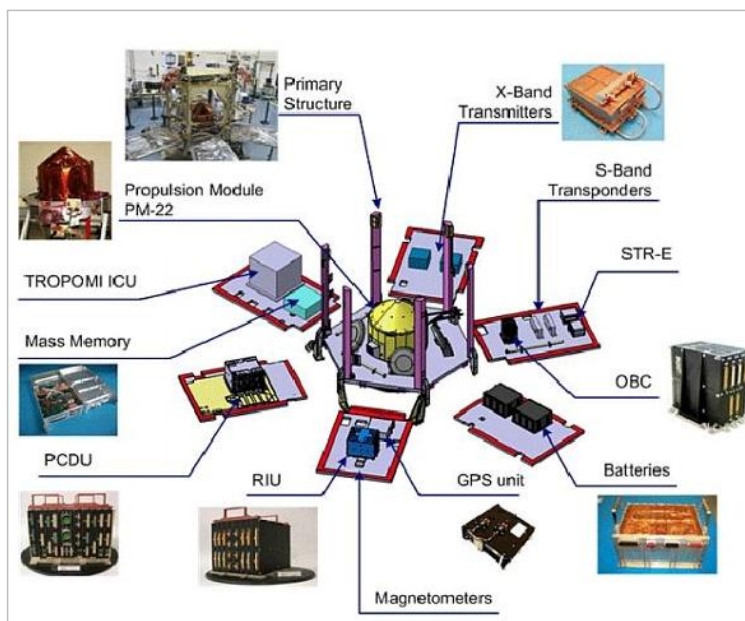 Primary
Structure
X-Band
Transmitters
Propulsion Module
PM-22
S-Band
Transponders
TROPOMI ICU
STR-E
Mass Memory
OBC
PCDU
RIU
GPS unit
Batteries
Magnetometers